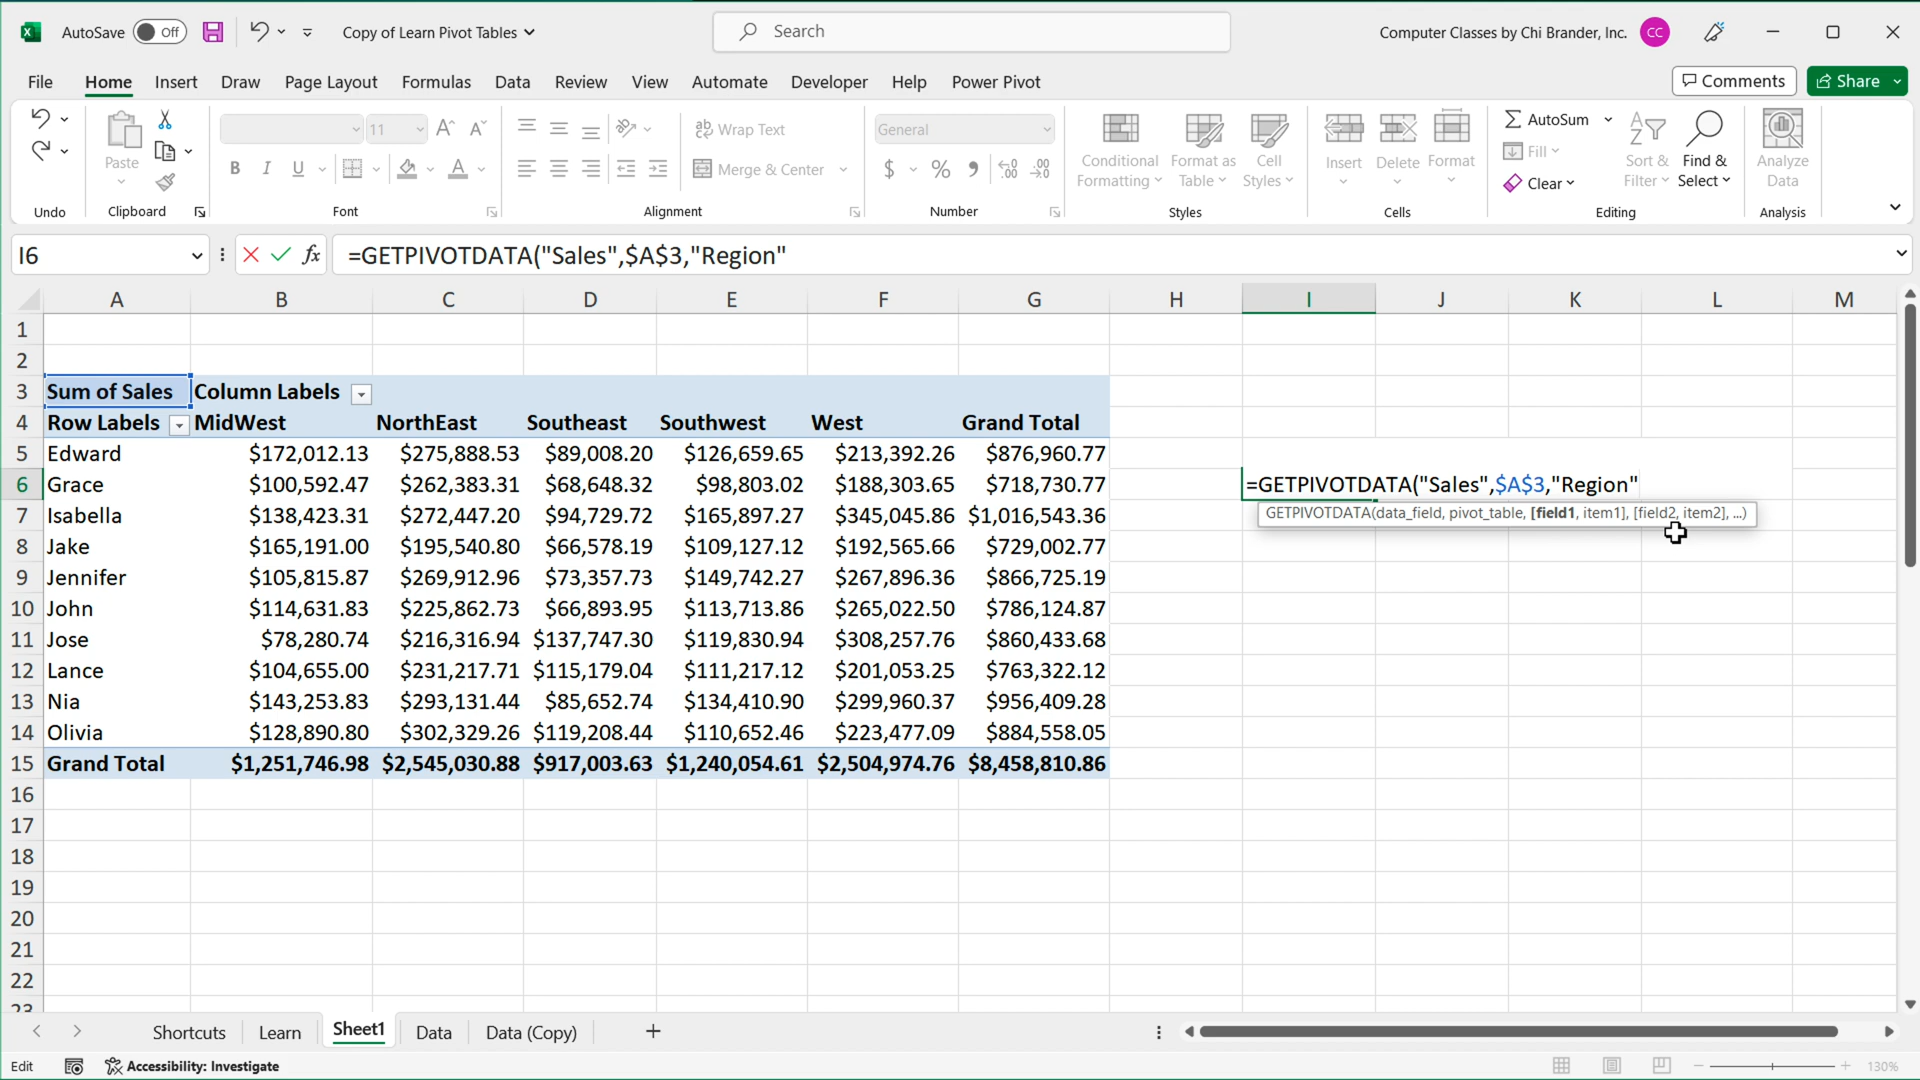 AutoSave Off Copy of Learn Pivot Tables Search Computer Classes by Chi Brander, Inc. CC
File Home Insert Draw Page Layout Formulas Data Review View Automate Developer Help Power Pivot Comments Share
Paste 11 Wrap Text General Conditional Formatting Format as Table Cell Styles Insert Delete Format AutoSum Sort & Filter Find & Select Analyze Data
B I U Merge & Center $ % Fill
Clear
Undo Clipboard Font Alignment Number Styles Cells Editing Analysis
I6 fx =GETPIVOTDATA("Sales",$A$3,"Region"
A B C D E F G H I J K L M
1
2
3 Sum of Sales Column Labels
4 Row Labels MidWest NorthEast Southeast Southwest West Grand Total
5 Edward $172,012.13 $275,888.53 $89,008.20 $126,659.65 $213,392.26 $876,960.77
6 Grace $100,592.47 $262,383.31 $68,648.32 $98,803.02 $188,303.65 $718,730.77 =GETPIVOTDATA("Sales",$A$3,"Region"
7 Isabella $138,423.31 $272,447.20 $94,729.72 $165,897.27 $345,045.86 $1,016,543.36 GETPIVOTDATA(data_field, pivot_table, [field1, item1], [field2, item2], ...)
8 Jake $165,191.00 $195,540.80 $66,578.19 $109,127.12 $192,565.66 $729,002.77
9 Jennifer $105,815.87 $269,912.96 $73,357.73 $149,742.27 $267,896.36 $866,725.19
10 John $114,631.83 $225,862.73 $66,893.95 $113,713.86 $265,022.50 $786,124.87
11 Jose $78,280.74 $216,316.94 $137,747.30 $119,830.94 $308,257.76 $860,433.68
12 Lance $104,655.00 $231,217.71 $115,179.04 $111,217.12 $201,053.25 $763,322.12
13 Nia $143,253.83 $293,131.44 $85,652.74 $134,410.90 $299,960.37 $956,409.28
14 Olivia $128,890.80 $302,329.26 $119,208.44 $110,652.46 $223,477.09 $884,558.05
15 Grand Total $1,251,746.98 $2,545,030.88 $917,003.63 $1,240,054.61 $2,504,974.76 $8,458,810.86
16
17
18
19
20
21
22
23
Shortcuts Learn Sheet1 Data Data (Copy)
Edit Accessibility: Investigate 130%